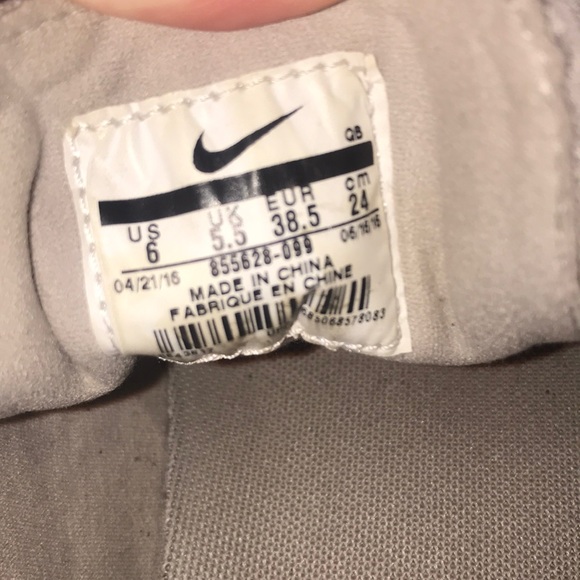 QB
US UK EUR cm
6 5.5 38.5 24
04/21/16 855628-099 06/16/16
MADE IN CHINA
FABRIQUE EN CHINE